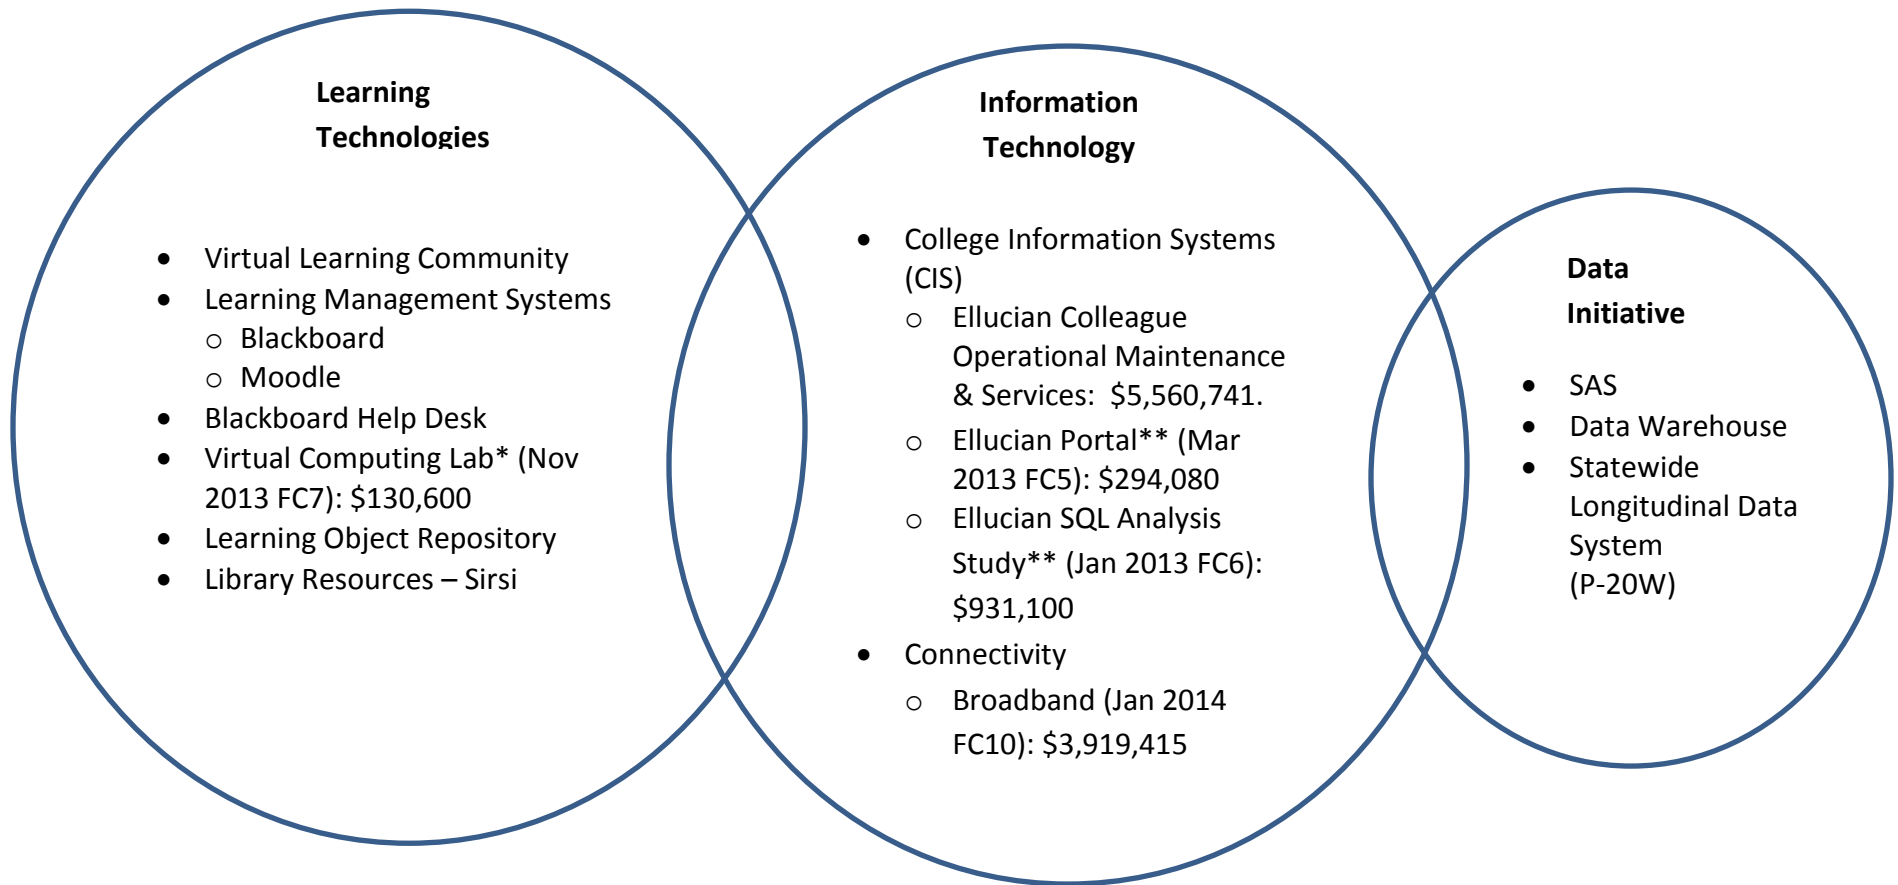 Learning
Technologies
• Virtual Learning Community
• Learning Management Systems
o Blackboard
o Moodle
• Blackboard Help Desk
• Virtual Computing Lab* (Nov
2013 FC7): $130,600
• Learning Object Repository
• Library Resources – Sirsi
Information
Technology
• College Information Systems
(CIS)
o Ellucian Colleague
Operational Maintenance
& Services:  $5,560,741.
o Ellucian Portal** (Mar
2013 FC5): $294,080
o Ellucian SQL Analysis
Study** (Jan 2013 FC6):
$931,100
• Connectivity
o Broadband (Jan 2014
FC10): $3,919,415
Data
Initiative
• SAS
• Data Warehouse
• Statewide
Longitudinal Data
System
(P-20W)